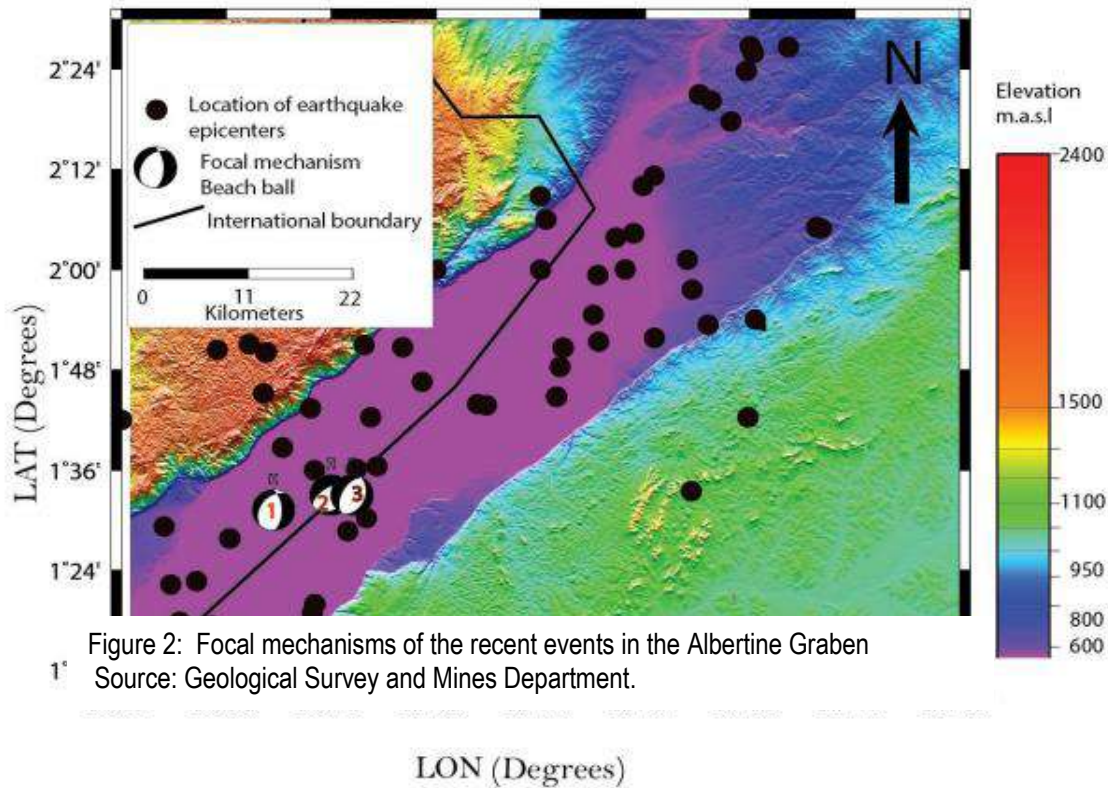 Location of earthquake
epicenters
Focal mechanism
Beach ball
International boundary
0 11 22
Kilometers
N
Elevation
m.a.s.l
2400
1500
1100
950
800
600
LAT (Degrees)
2°24'
2°12'
2°00'
1°48'
1°36'
1°24'
1°
1
2
3
Figure 2: Focal mechanisms of the recent events in the Albertine Graben
Source: Geological Survey and Mines Department.
LON (Degrees)